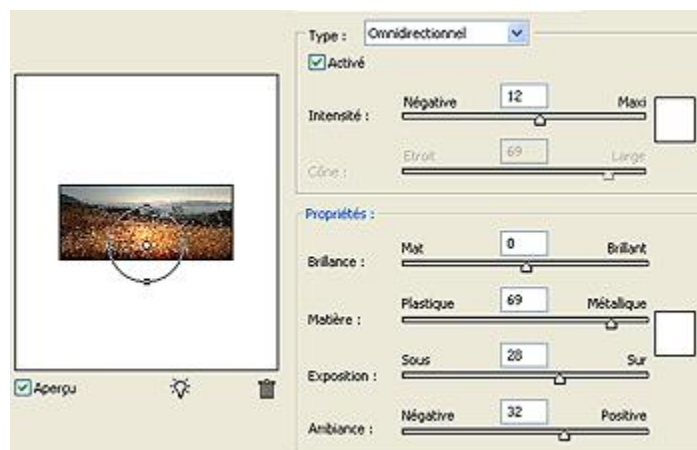 Type : Omnidirectionnel
Activé
Négative 12 Maxi
Intensité :
Etroit 69 Large
Cône :
Propriétés :
Mat 0 Brillant
Brillance :
Plastique 69 Métallique
Matière :
Sous 28 Sur
Exposition :
Négative 32 Positive
Ambiance :
Aperçu